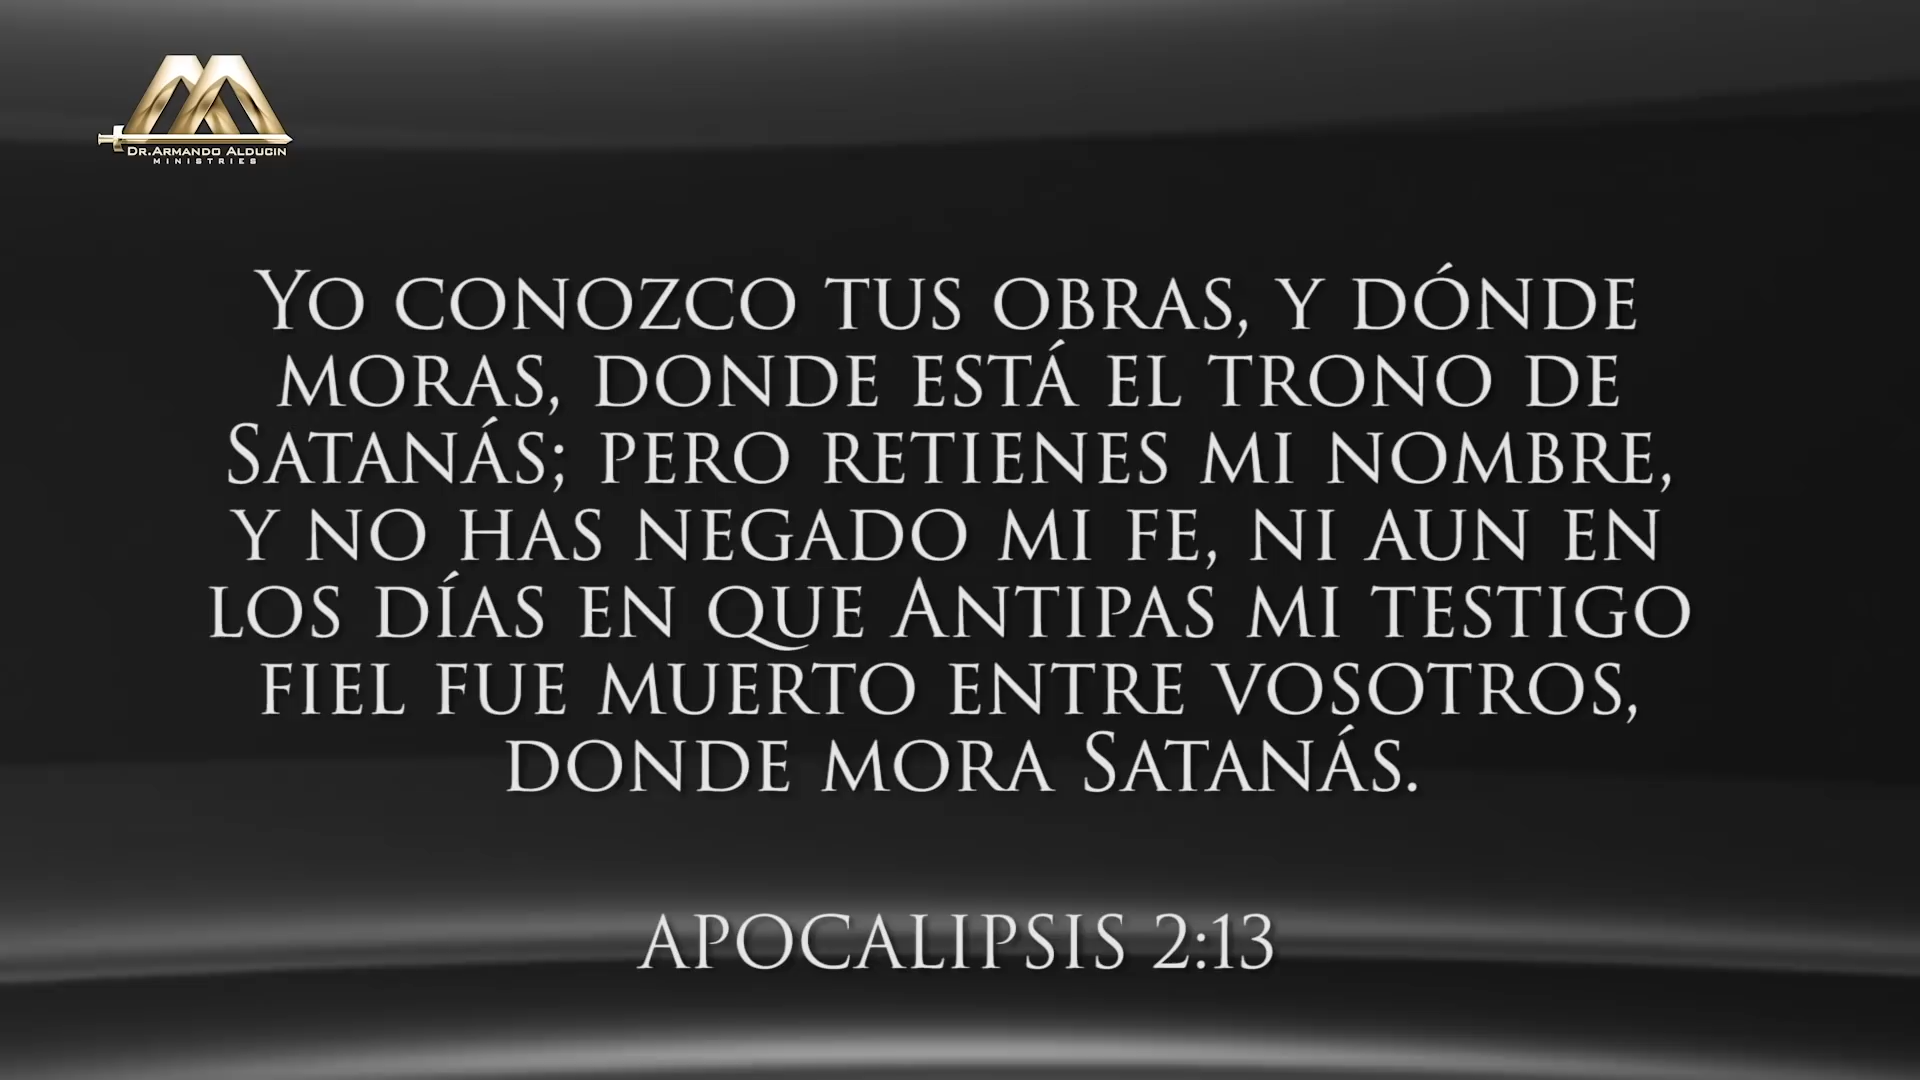 Dr. Armando Alducin
MINISTRIES
Yo conozco tus obras, y dónde
moras, donde está el trono de
Satanás; pero retienes mi nombre,
y no has negado mi fe, ni aun en
los días en que Antipas mi testigo
fiel fue muerto entre vosotros,
donde mora Satanás.
APOCALIPSIS 2:13